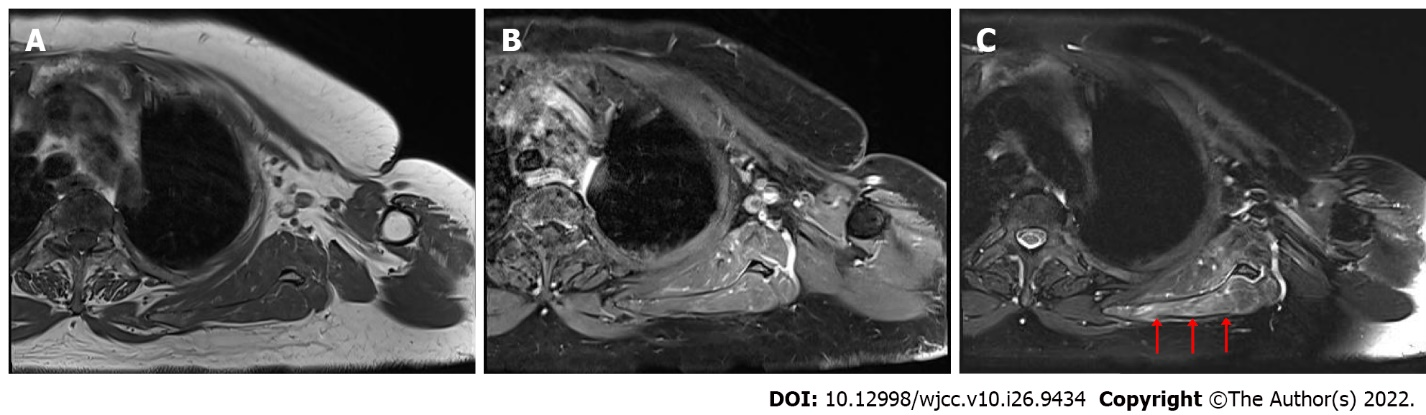 A
B
C
DOI: 10.12998/wjcc.v10.i26.9434 Copyright ©The Author(s) 2022.